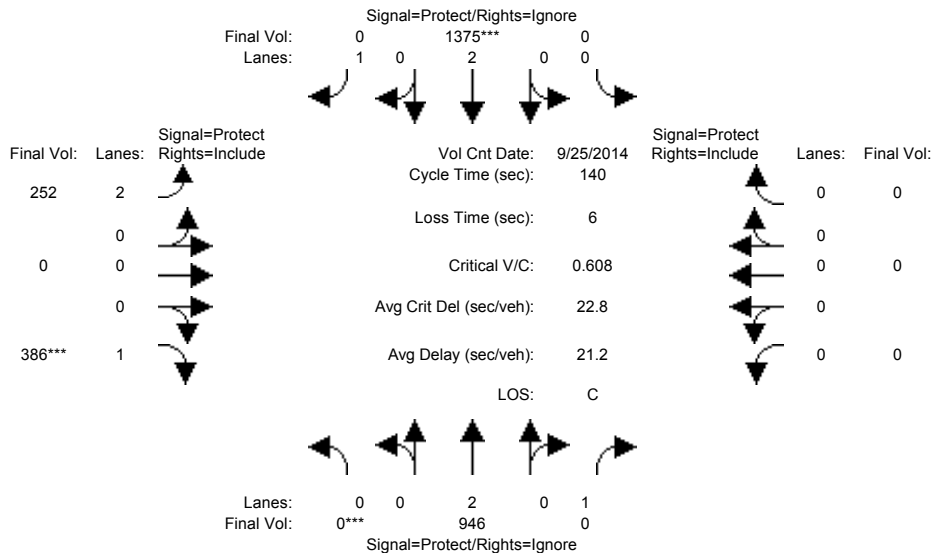 Signal=Protect/Rights=Ignore
Final Vol: 0 1375*** 0
Lanes: 1 0 2 0 0
Signal=Protect Signal=Protect
Final Vol: Lanes: Rights=Include Vol Cnt Date: 9/25/2014 Rights=Include Lanes: Final Vol:
Cycle Time (sec): 140
252 2 0 0
Loss Time (sec): 6
0 0
0 0 Critical V/C: 0.608 0 0
0 Avg Crit Del (sec/veh): 22.8 0
386*** 1 Avg Delay (sec/veh): 21.2 0 0
LOS: C
Lanes: 0 0 2 0 1
Final Vol: 0*** 946 0
Signal=Protect/Rights=Ignore